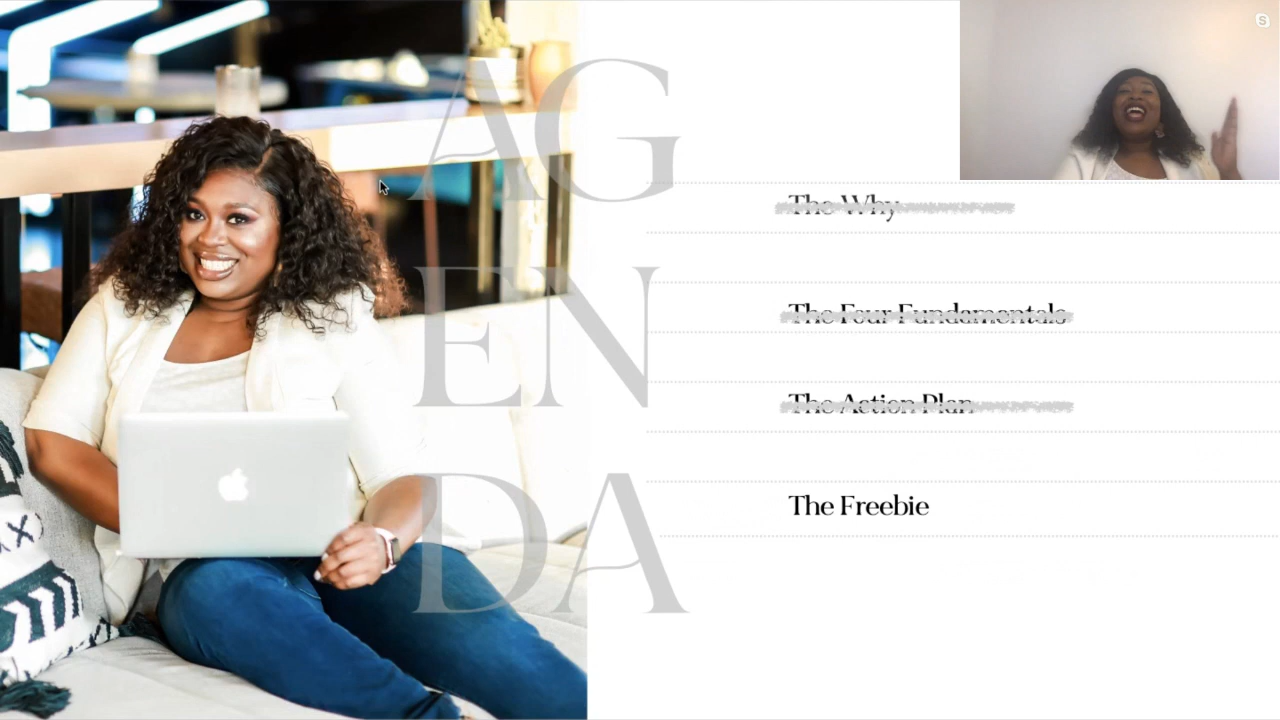 AG
EN
DA
The Why
The Four Fundamentals
The Action Plan
The Freebie